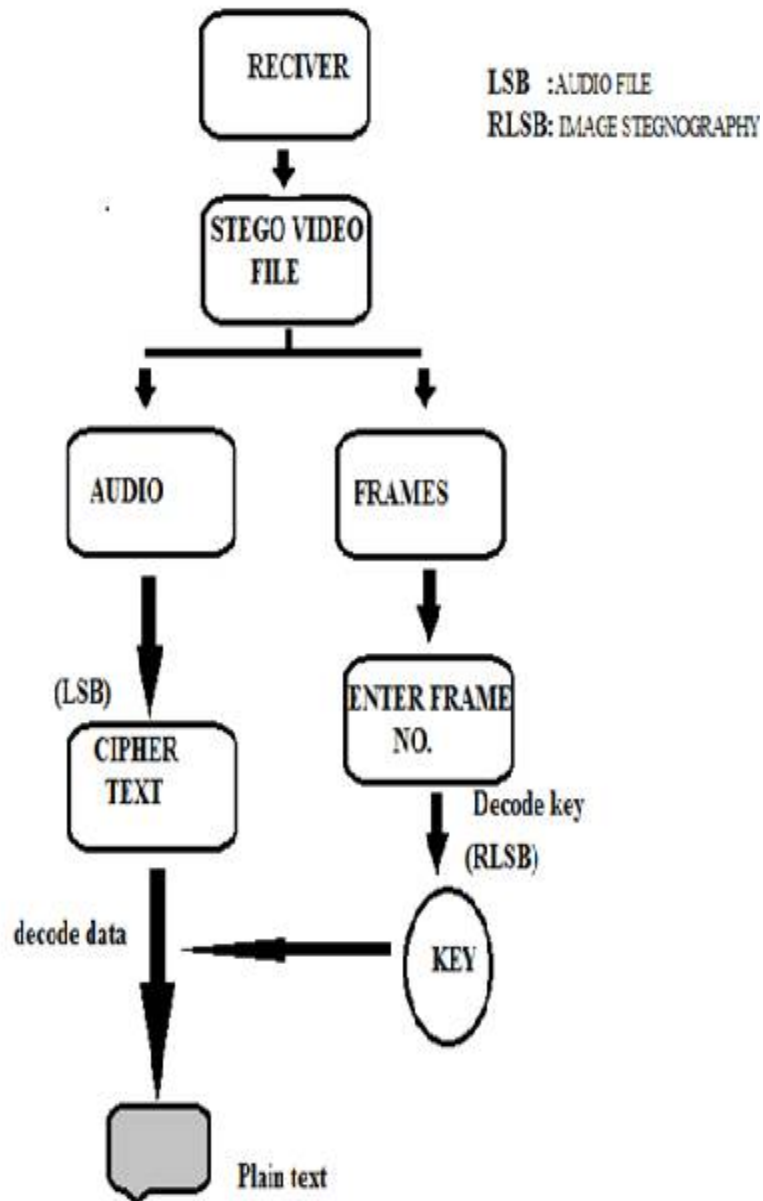 RECIVER
LSB :AUDIO FILE
RLSB: IMAGE STEGNOGRAPHY
STEGO VIDEO
FILE
AUDIO
FRAMES
(LSB)
CIPHER
TEXT
ENTER FRAME
NO.
Decode key
(RLSB)
decode data
KEY
Plain text